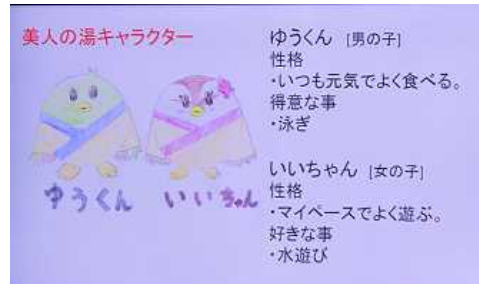 美人の湯キャラクター
ゆうくん いいちゃん
ゆうくん [男の子]
性格
・いつも元気でよく食べる。
得意な事
・泳ぎ
いいちゃん [女の子]
性格
・マイペースでよく遊ぶ。
好きな事
・水遊び